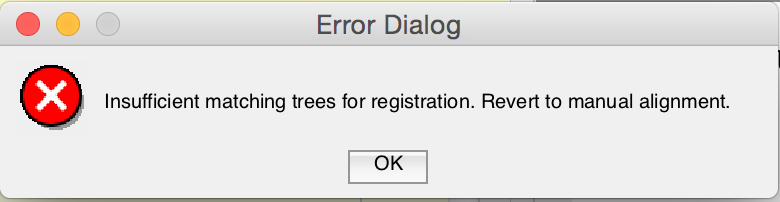 Error Dialog
Insufficient matching trees for registration. Revert to manual alignment.
OK